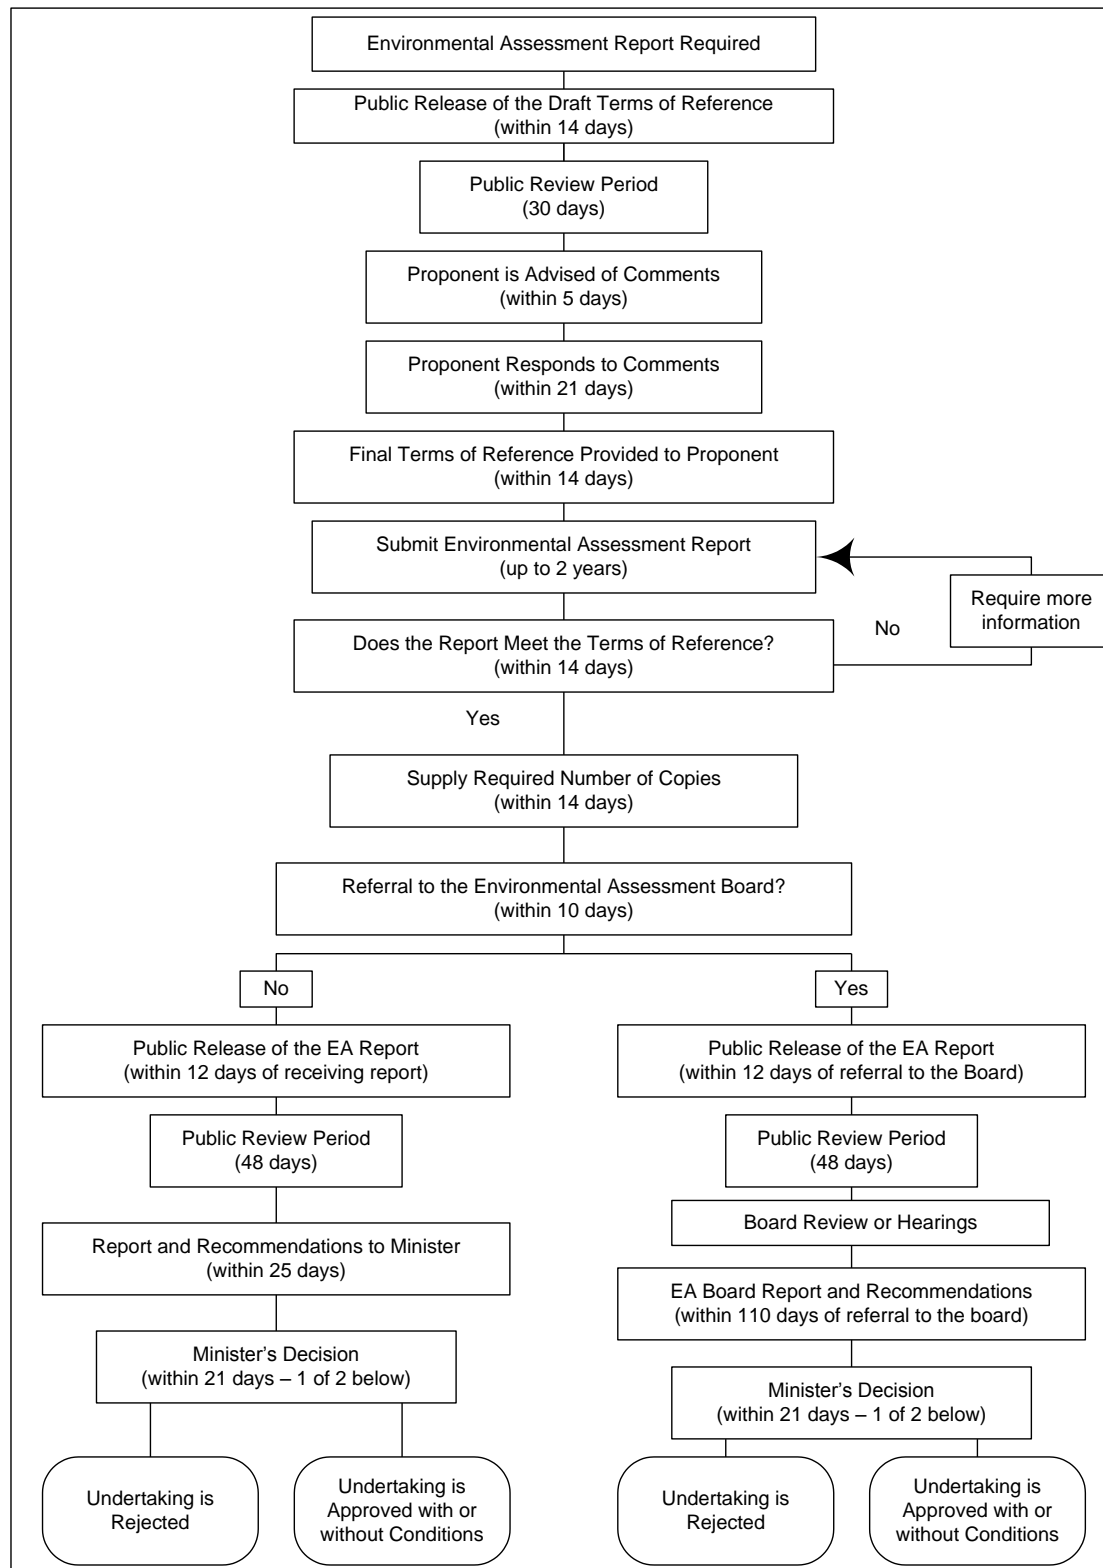 Environmental Assessment Report Required
Public Release of the Draft Terms of Reference
(within 14 days)
Public Review Period
(30 days)
Proponent is Advised of Comments
(within 5 days)
Proponent Responds to Comments
(within 21 days)
Final Terms of Reference Provided to Proponent
(within 14 days)
Submit Environmental Assessment Report
(up to 2 years)
Require more
information
No
Does the Report Meet the Terms of Reference?
(within 14 days)
Yes
Supply Required Number of Copies
(within 14 days)
Referral to the Environmental Assessment Board?
(within 10 days)
No
Public Release of the EA Report
(within 12 days of receiving report)
Public Review Period
(48 days)
Report and Recommendations to Minister
(within 25 days)
Minister’s Decision
(within 21 days – 1 of 2 below)
Undertaking is
Rejected
Undertaking is
Approved with or
without Conditions
Yes
Public Release of the EA Report
(within 12 days of referral to the Board)
Public Review Period
(48 days)
Board Review or Hearings
EA Board Report and Recommendations
(within 110 days of referral to the board)
Minister’s Decision
(within 21 days – 1 of 2 below)
Undertaking is
Rejected
Undertaking is
Approved with or
without Conditions